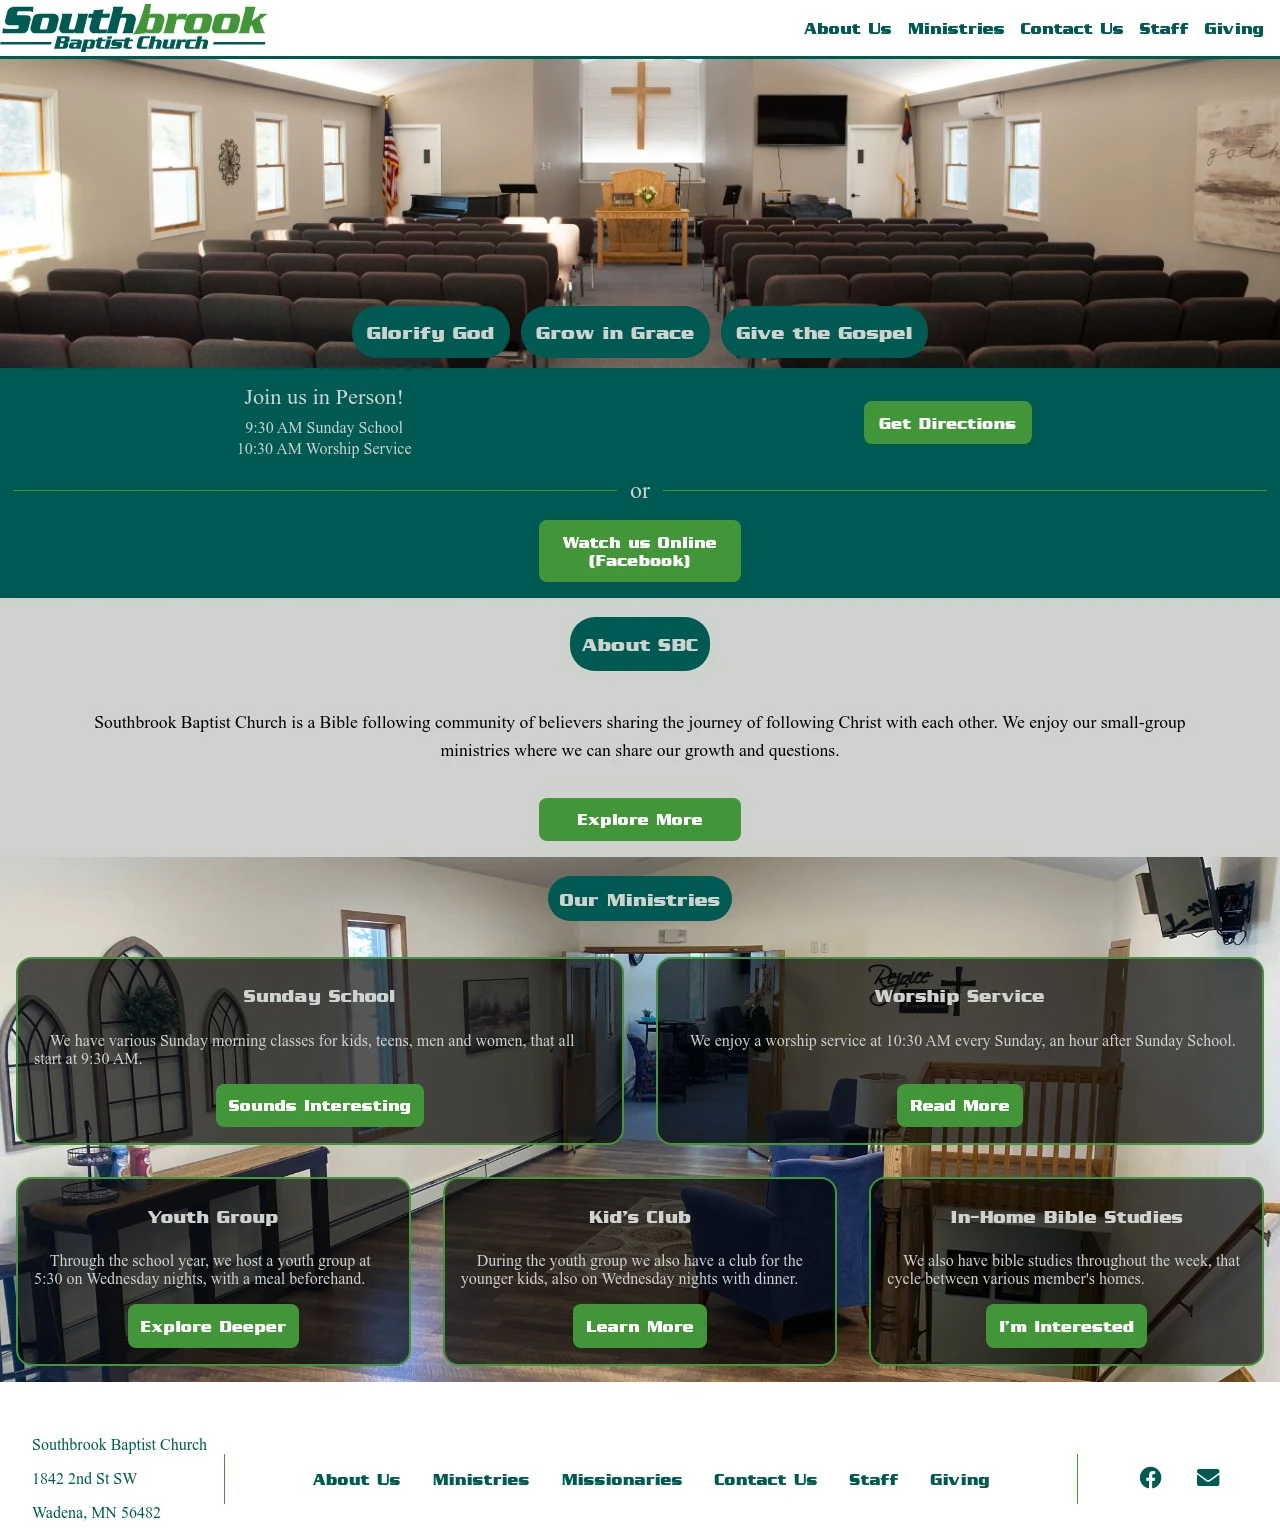 Southbrook
Baptist Church
About Us Ministries Contact Us Staff Giving
Glorify God Grow in Grace Give the Gospel
Join us in Person!
9:30 AM Sunday School
10:30 AM Worship Service
Get Directions
or
Watch us Online
(Facebook)
About SBC
Southbrook Baptist Church is a Bible following community of believers sharing the journey of following Christ with each other. We enjoy our small-group
ministries where we can share our growth and questions.
Explore More
Our Ministries
Rejoice
Sunday School
We have various Sunday morning classes for kids, teens, men and women, that all
start at 9:30 AM.
Sounds Interesting
Worship Service
We enjoy a worship service at 10:30 AM every Sunday, an hour after Sunday School.
Read More
Youth Group
Through the school year, we host a youth group at
5:30 on Wednesday nights, with a meal beforehand.
Explore Deeper
Kid's Club
During the youth group we also have a club for the
younger kids, also on Wednesday nights with dinner.
Learn More
In-Home Bible Studies
We also have bible studies throughout the week, that
cycle between various member's homes.
I'm Interested
Southbrook Baptist Church
1842 2nd St SW
Wadena, MN 56482
About Us Ministries Missionaries Contact Us Staff Giving